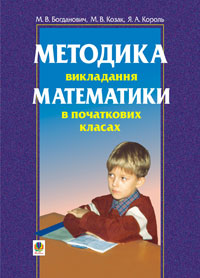 М. В. Богданович, М. В. Козак, Я. А. Король
МЕТОДИКА
викладання
МАТЕМАТИКИ
в початкових
класах